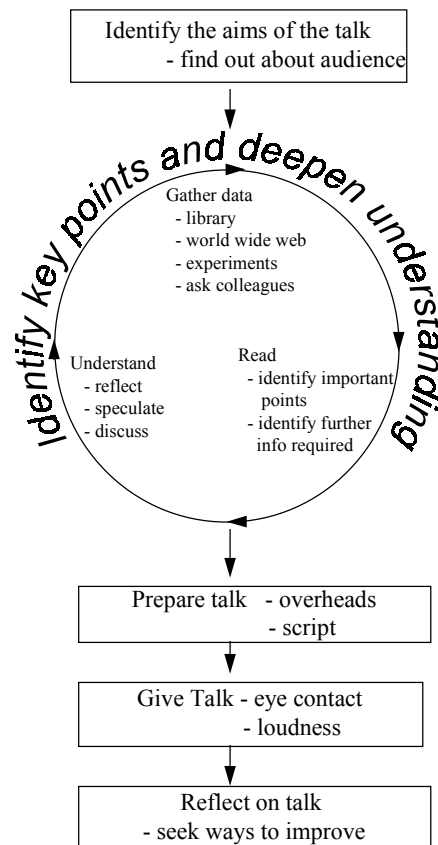 Identify the aims of the talk
- find out about audience
Identify key points and deepen understanding
Gather data
- library
- world wide web
- experiments
- ask colleagues
Read
- identify important
points
- identify further
info required
Understand
- reflect
- speculate
- discuss
Prepare talk - overheads
- script
Give Talk - eye contact
- loudness
Reflect on talk
- seek ways to improve